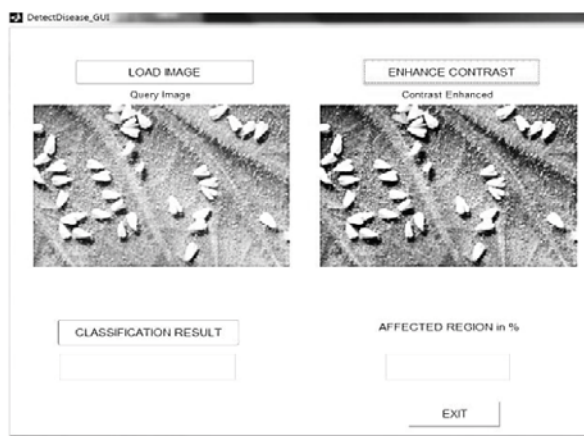 DetectDisease_GUI
LOAD IMAGE
ENHANCE CONTRAST
Query Image
Contrast Enhanced
CLASSIFICATION RESULT
AFFECTED REGION in %
EXIT